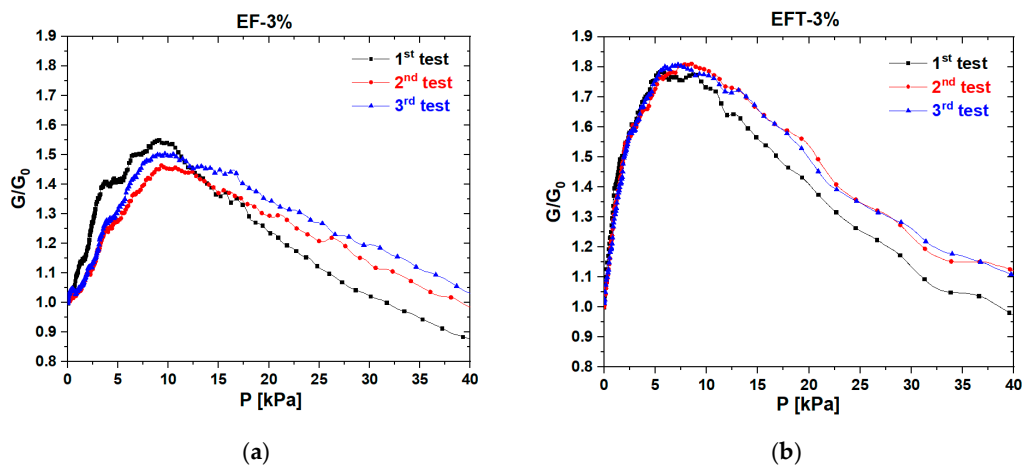 EF-3%
1.9
1.8
1.7
1.6
1.5
1.4
1.3
1.2
1.1
1.0
0.9
0.8
G/G0
1st test
2nd test
3rd test
0 5 10 15 20 25 30 35 40
P [kPa]
(a)
EFT-3%
1.9
1.8
1.7
1.6
1.5
1.4
1.3
1.2
1.1
1.0
0.9
0.8
G/G0
1st test
2nd test
3rd test
0 5 10 15 20 25 30 35 40
P [kPa]
(b)